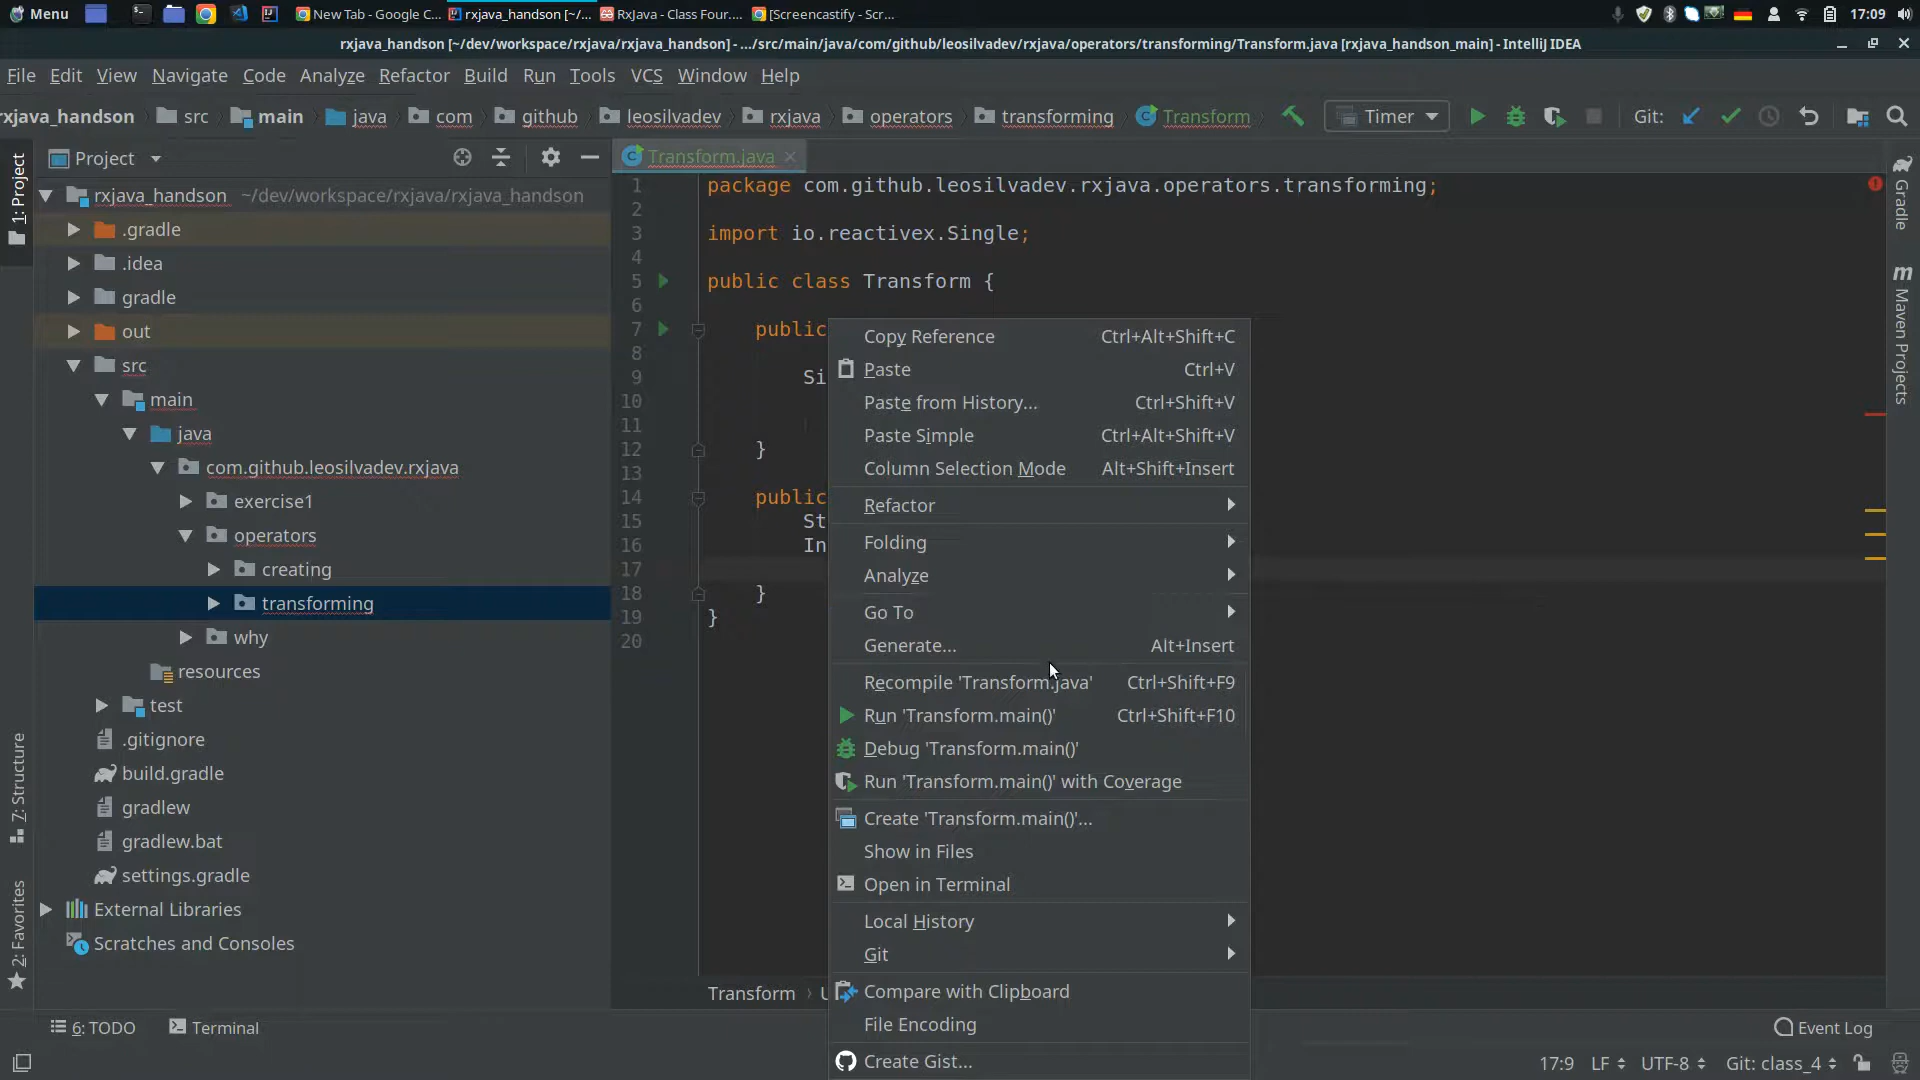 Menu
New Tab - Google C...
rxjava_handson [~/...
RxJava - Class Four....
[Screencastify - Scr...
17:09
rxjava_handson [~/dev/workspace/rxjava/rxjava_handson] - .../src/main/java/com/github/leosilvadev/rxjava/operators/transforming/Transform.java [rxjava_handson_main] - IntelliJ IDEA
File Edit View Navigate Code Analyze Refactor Build Run Tools VCS Window Help
rxjava_handson src main java com github leosilvadev rxjava operators transforming Transform Timer Git:
1: Project
7: Structure
2: Favorites
Project
rxjava_handson ~/dev/workspace/rxjava/rxjava_handson
.gradle
.idea
gradle
out
src
main
java
com.github.leosilvadev.rxjava
exercise1
operators
creating
transforming
why
resources
test
.gitignore
build.gradle
gradlew
gradlew.bat
settings.gradle
External Libraries
Scratches and Consoles
Transform.java
1 package com.github.leosilvadev.rxjava.operators.transforming;
2
3 import io.reactivex.Single;
4
5 public class Transform {
6
7 public
8
9 Si
10
11
12 }
13
14 public
15 St
16 In
17
18 }
19 }
20
Copy Reference Ctrl+Alt+Shift+C
Paste Ctrl+V
Paste from History... Ctrl+Shift+V
Paste Simple Ctrl+Alt+Shift+V
Column Selection Mode Alt+Shift+Insert
Refactor
Folding
Analyze
Go To
Generate... Alt+Insert
Recompile 'Transform.java' Ctrl+Shift+F9
Run 'Transform.main()' Ctrl+Shift+F10
Debug 'Transform.main()'
Run 'Transform.main()' with Coverage
Create 'Transform.main()'...
Show in Files
Open in Terminal
Local History
Git
Compare with Clipboard
File Encoding
Create Gist...
Gradle
Maven Projects
Transform
6: TODO
Terminal
Event Log
17:9 LF UTF-8 Git: class_4